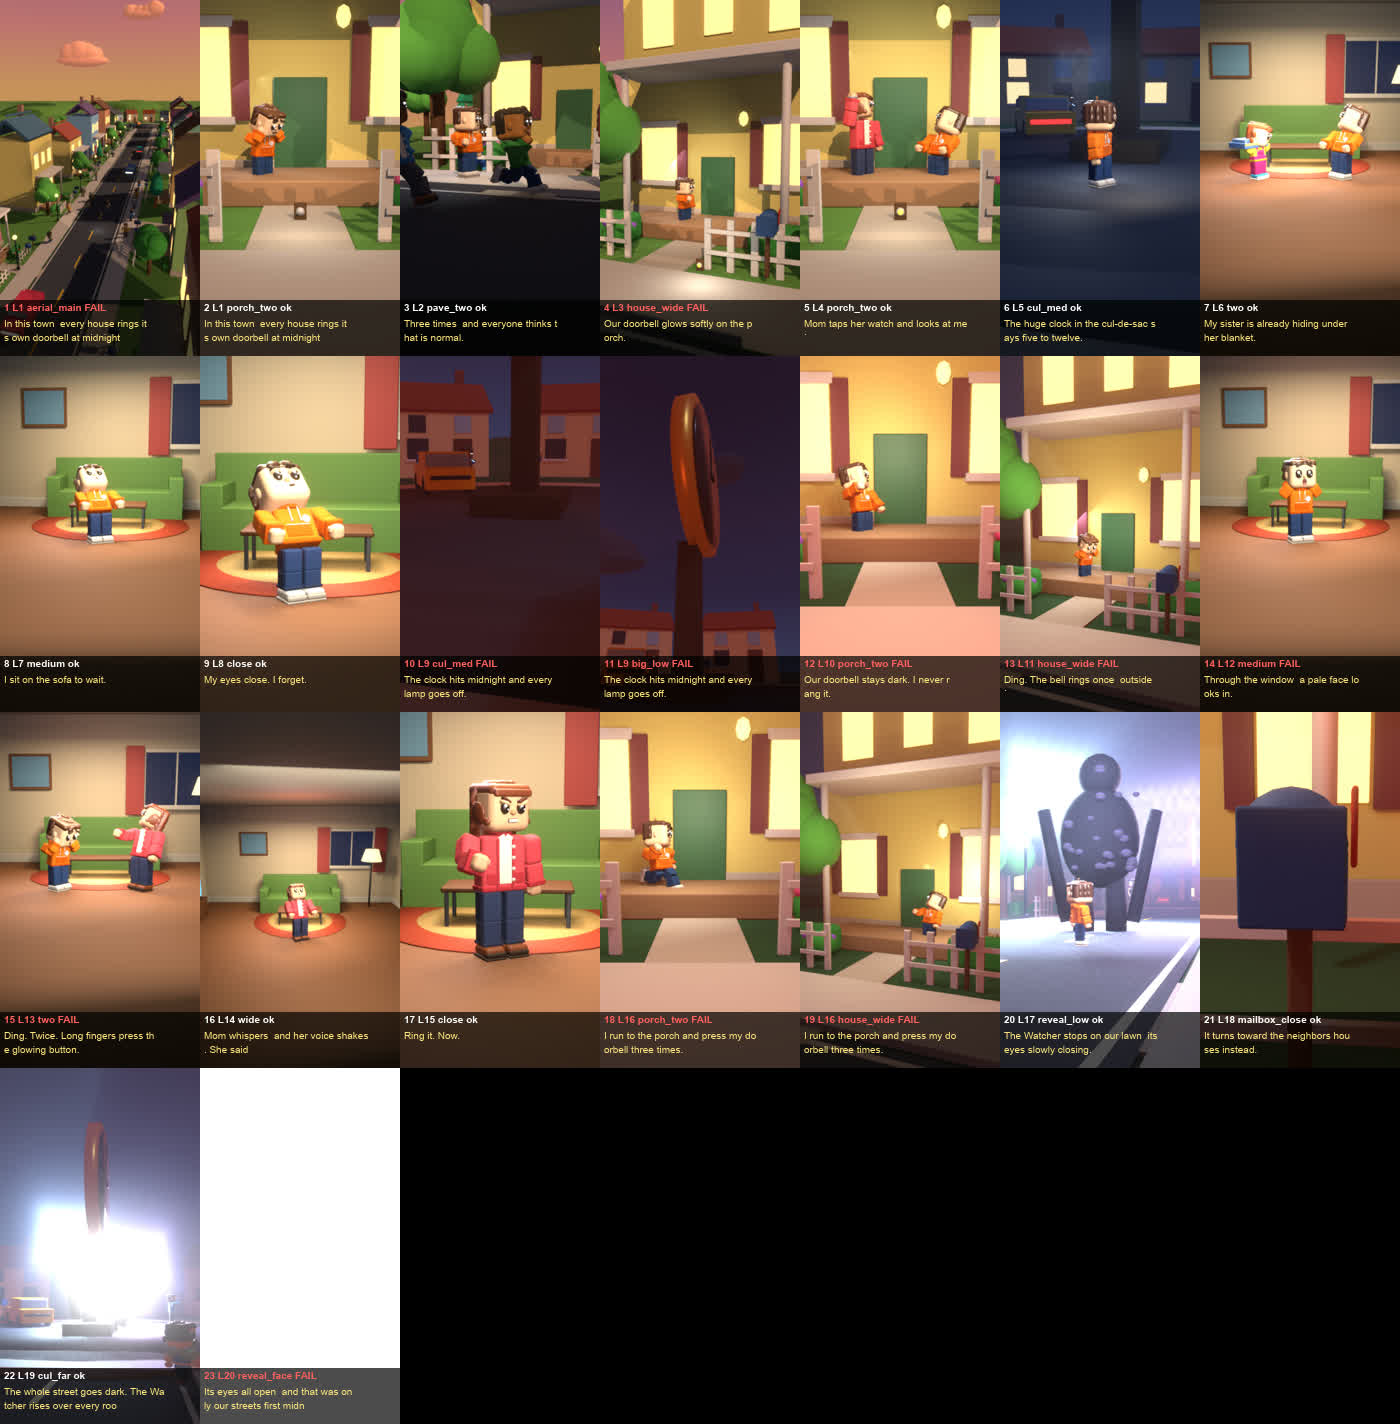 1 L1 aerial_main FAIL
In this town every house rings it
s own doorbell at midnight
2 L1 porch_two ok
In this town every house rings it
s own doorbell at midnight
3 L2 pave_two ok
Three times and everyone thinks t
hat is normal.
4 L3 house_wide FAIL
Our doorbell glows softly on the p
orch.
5 L4 porch_two ok
Mom taps her watch and looks at me
.
6 L5 cul_med ok
The huge clock in the cul-de-sac s
ays five to twelve.
7 L6 two ok
My sister is already hiding under
her blanket.
8 L7 medium ok
I sit on the sofa to wait.
9 L8 close ok
My eyes close. I forget.
10 L9 cul_med FAIL
The clock hits midnight and every
lamp goes off.
11 L9 big_low FAIL
The clock hits midnight and every
lamp goes off.
12 L10 porch_two FAIL
Our doorbell stays dark. I never r
ang it.
13 L11 house_wide FAIL
Ding. The bell rings once outside
.
14 L12 medium FAIL
Through the window a pale face lo
oks in.
15 L13 two FAIL
Ding. Twice. Long fingers press th
e glowing button.
16 L14 wide ok
Mom whispers and her voice shakes
. She said
17 L15 close ok
Ring it. Now.
18 L16 porch_two FAIL
I run to the porch and press my do
orbell three times.
19 L16 house_wide FAIL
I run to the porch and press my do
orbell three times.
20 L17 reveal_low ok
The Watcher stops on our lawn its
eyes slowly closing.
21 L18 mailbox_close ok
It turns toward the neighbors hou
ses instead.
22 L19 cul_far ok
The whole street goes dark. The Wa
tcher rises over every roo
23 L20 reveal_face FAIL
Its eyes all open and that was on
ly our streets first midn